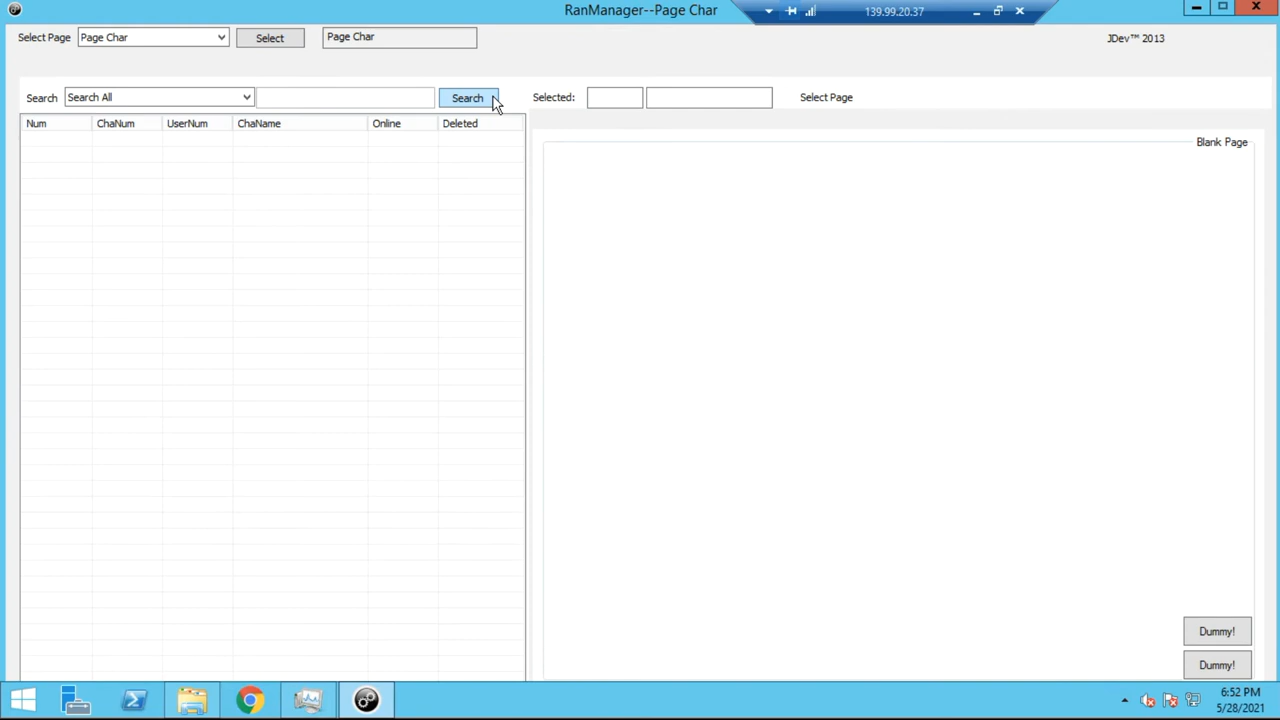 RanManager--Page Char
139.99.20.37
Select Page
Page Char
Select
Page Char
JDev™ 2013
Search
Search All
Search
Selected:
Select Page
Num ChaNum UserNum ChaName Online Deleted
Blank Page
Dummy!
Dummy!
6:52 PM
5/28/2021